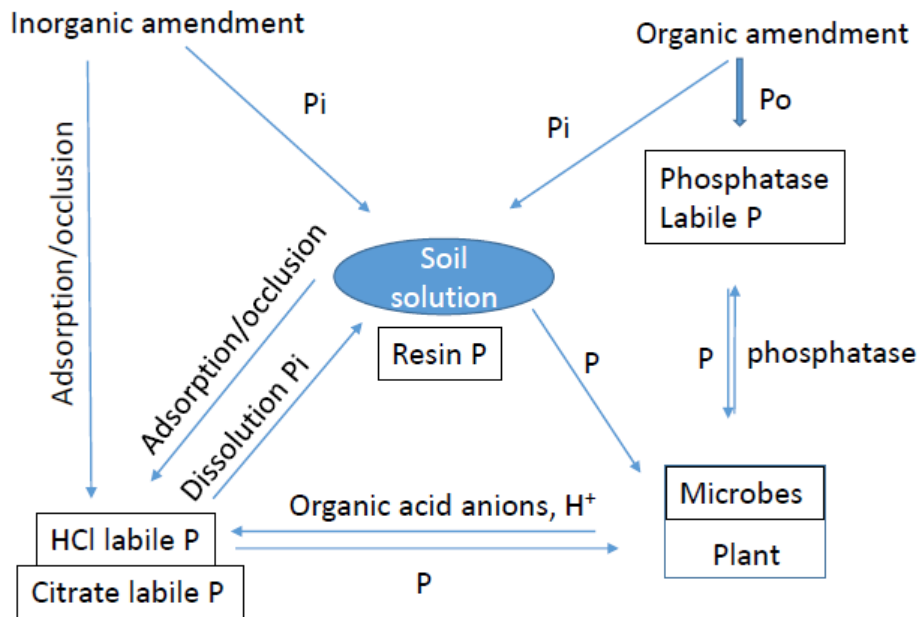 Inorganic amendment
Organic amendment
Pi
Pi
Po
Adsorption/occlusion
Phosphatase
Labile P
Soil
solution
Resin P
Adsorption/occlusion
Dissolution Pi
P
P
phosphatase
Organic acid anions, H⁺
P
HCl labile P
Citrate labile P
Microbes
Plant